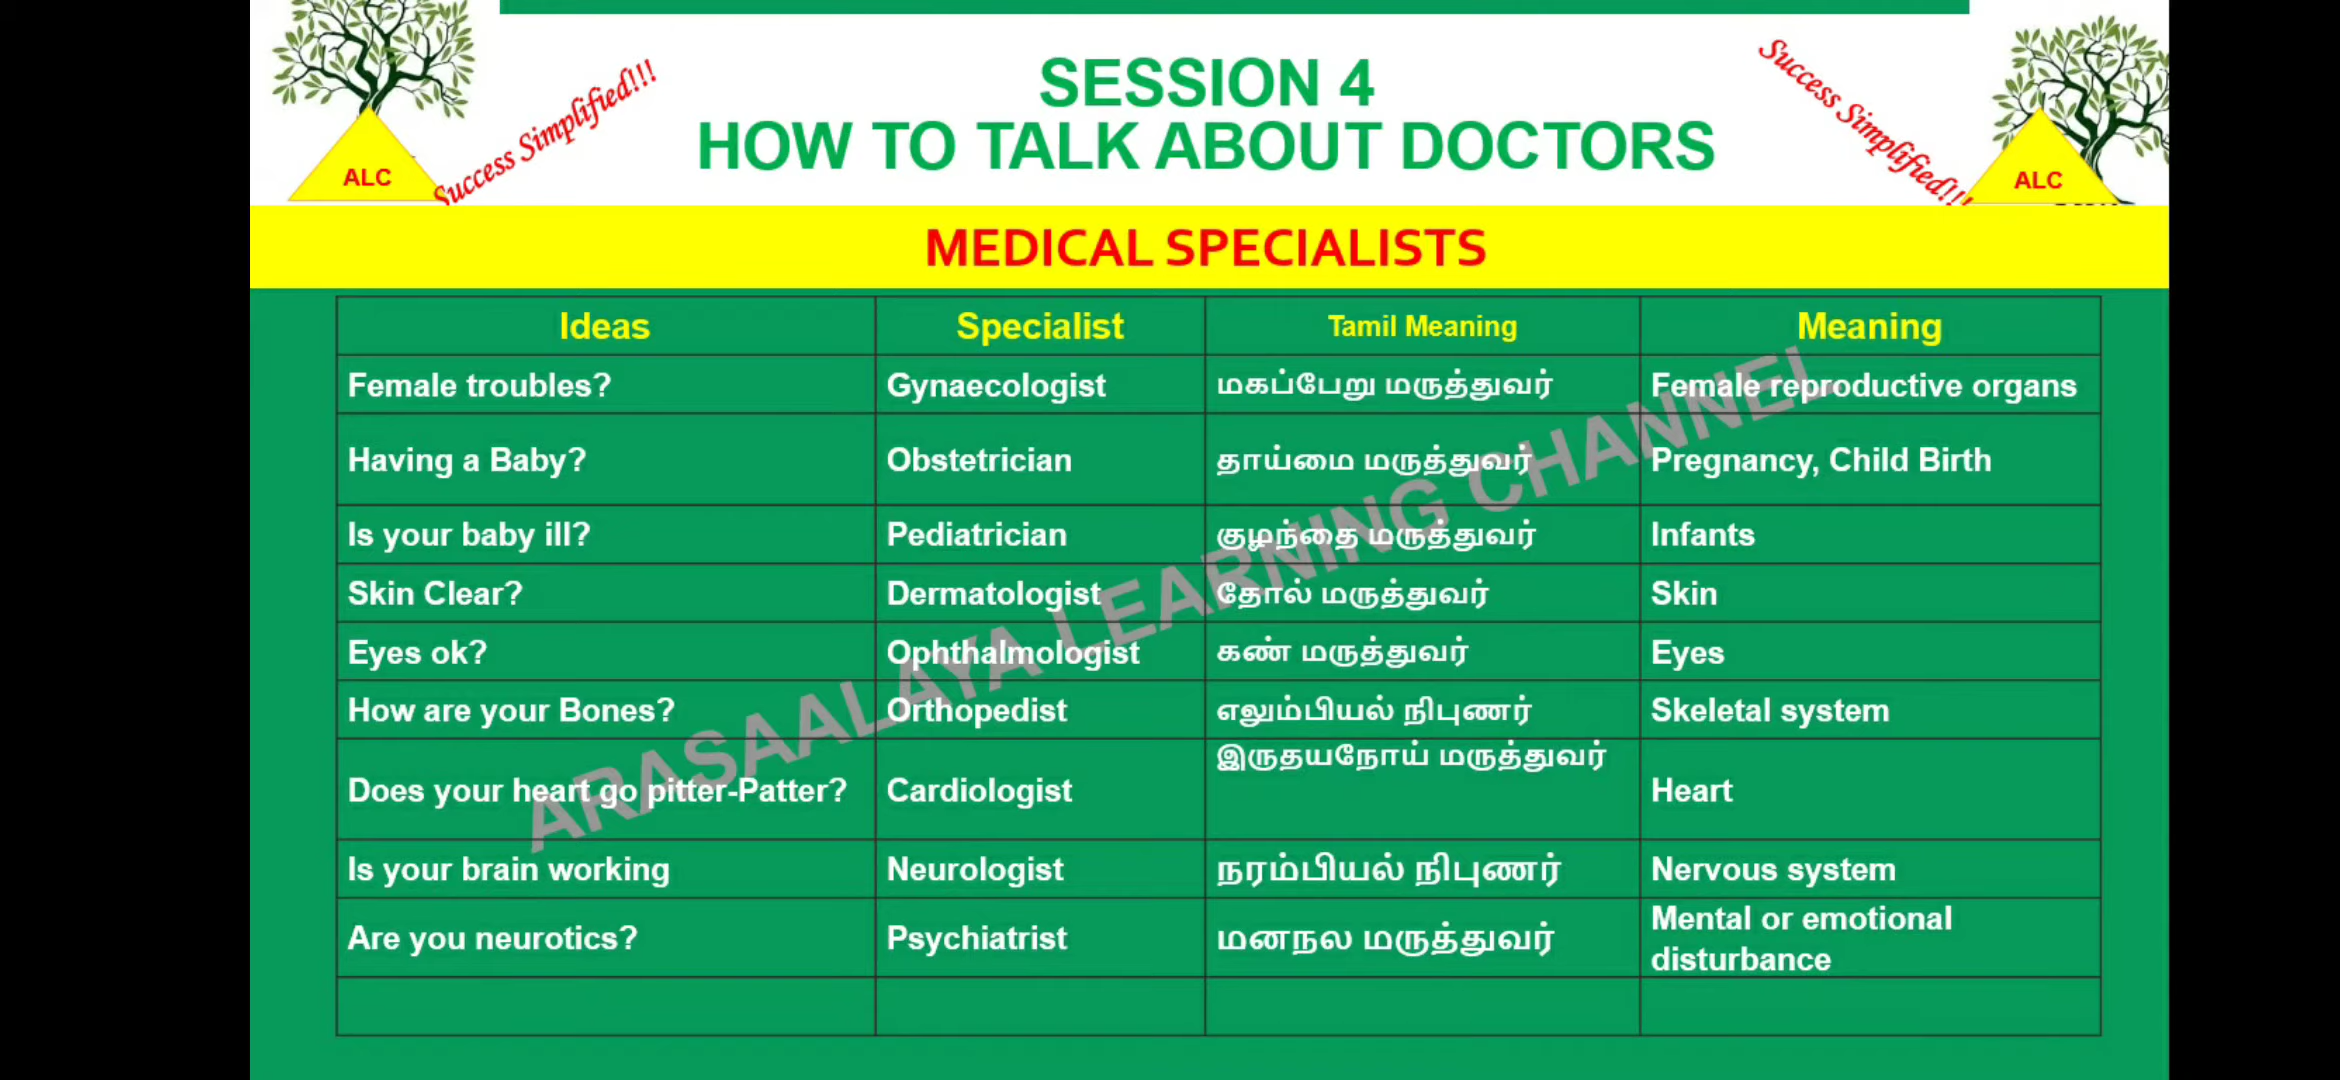 Success Simplified!!!
ALC
SESSION 4
HOW TO TALK ABOUT DOCTORS
Success Simplified!!!
ALC
MEDICAL SPECIALISTS
Ideas Specialist Tamil Meaning Meaning
Female troubles? Gynaecologist மகப்பேறு மருத்துவர் Female reproductive organs
Having a Baby? Obstetrician தாய்மை மருத்துவர் Pregnancy, Child Birth
Is your baby ill? Pediatrician குழந்தை மருத்துவர் Infants
Skin Clear? Dermatologist தோல் மருத்துவர் Skin
Eyes ok? Ophthalmologist கண் மருத்துவர் Eyes
How are your Bones? Orthopedist எலும்பியல் நிபுணர் Skeletal system
Does your heart go pitter-Patter? Cardiologist இருதயநோய் மருத்துவர் Heart
Is your brain working Neurologist நரம்பியல் நிபுணர் Nervous system
Are you neurotics? Psychiatrist மனநல மருத்துவர் Mental or emotional
disturbance
ARASAALAYA LEARNING CHANNEL